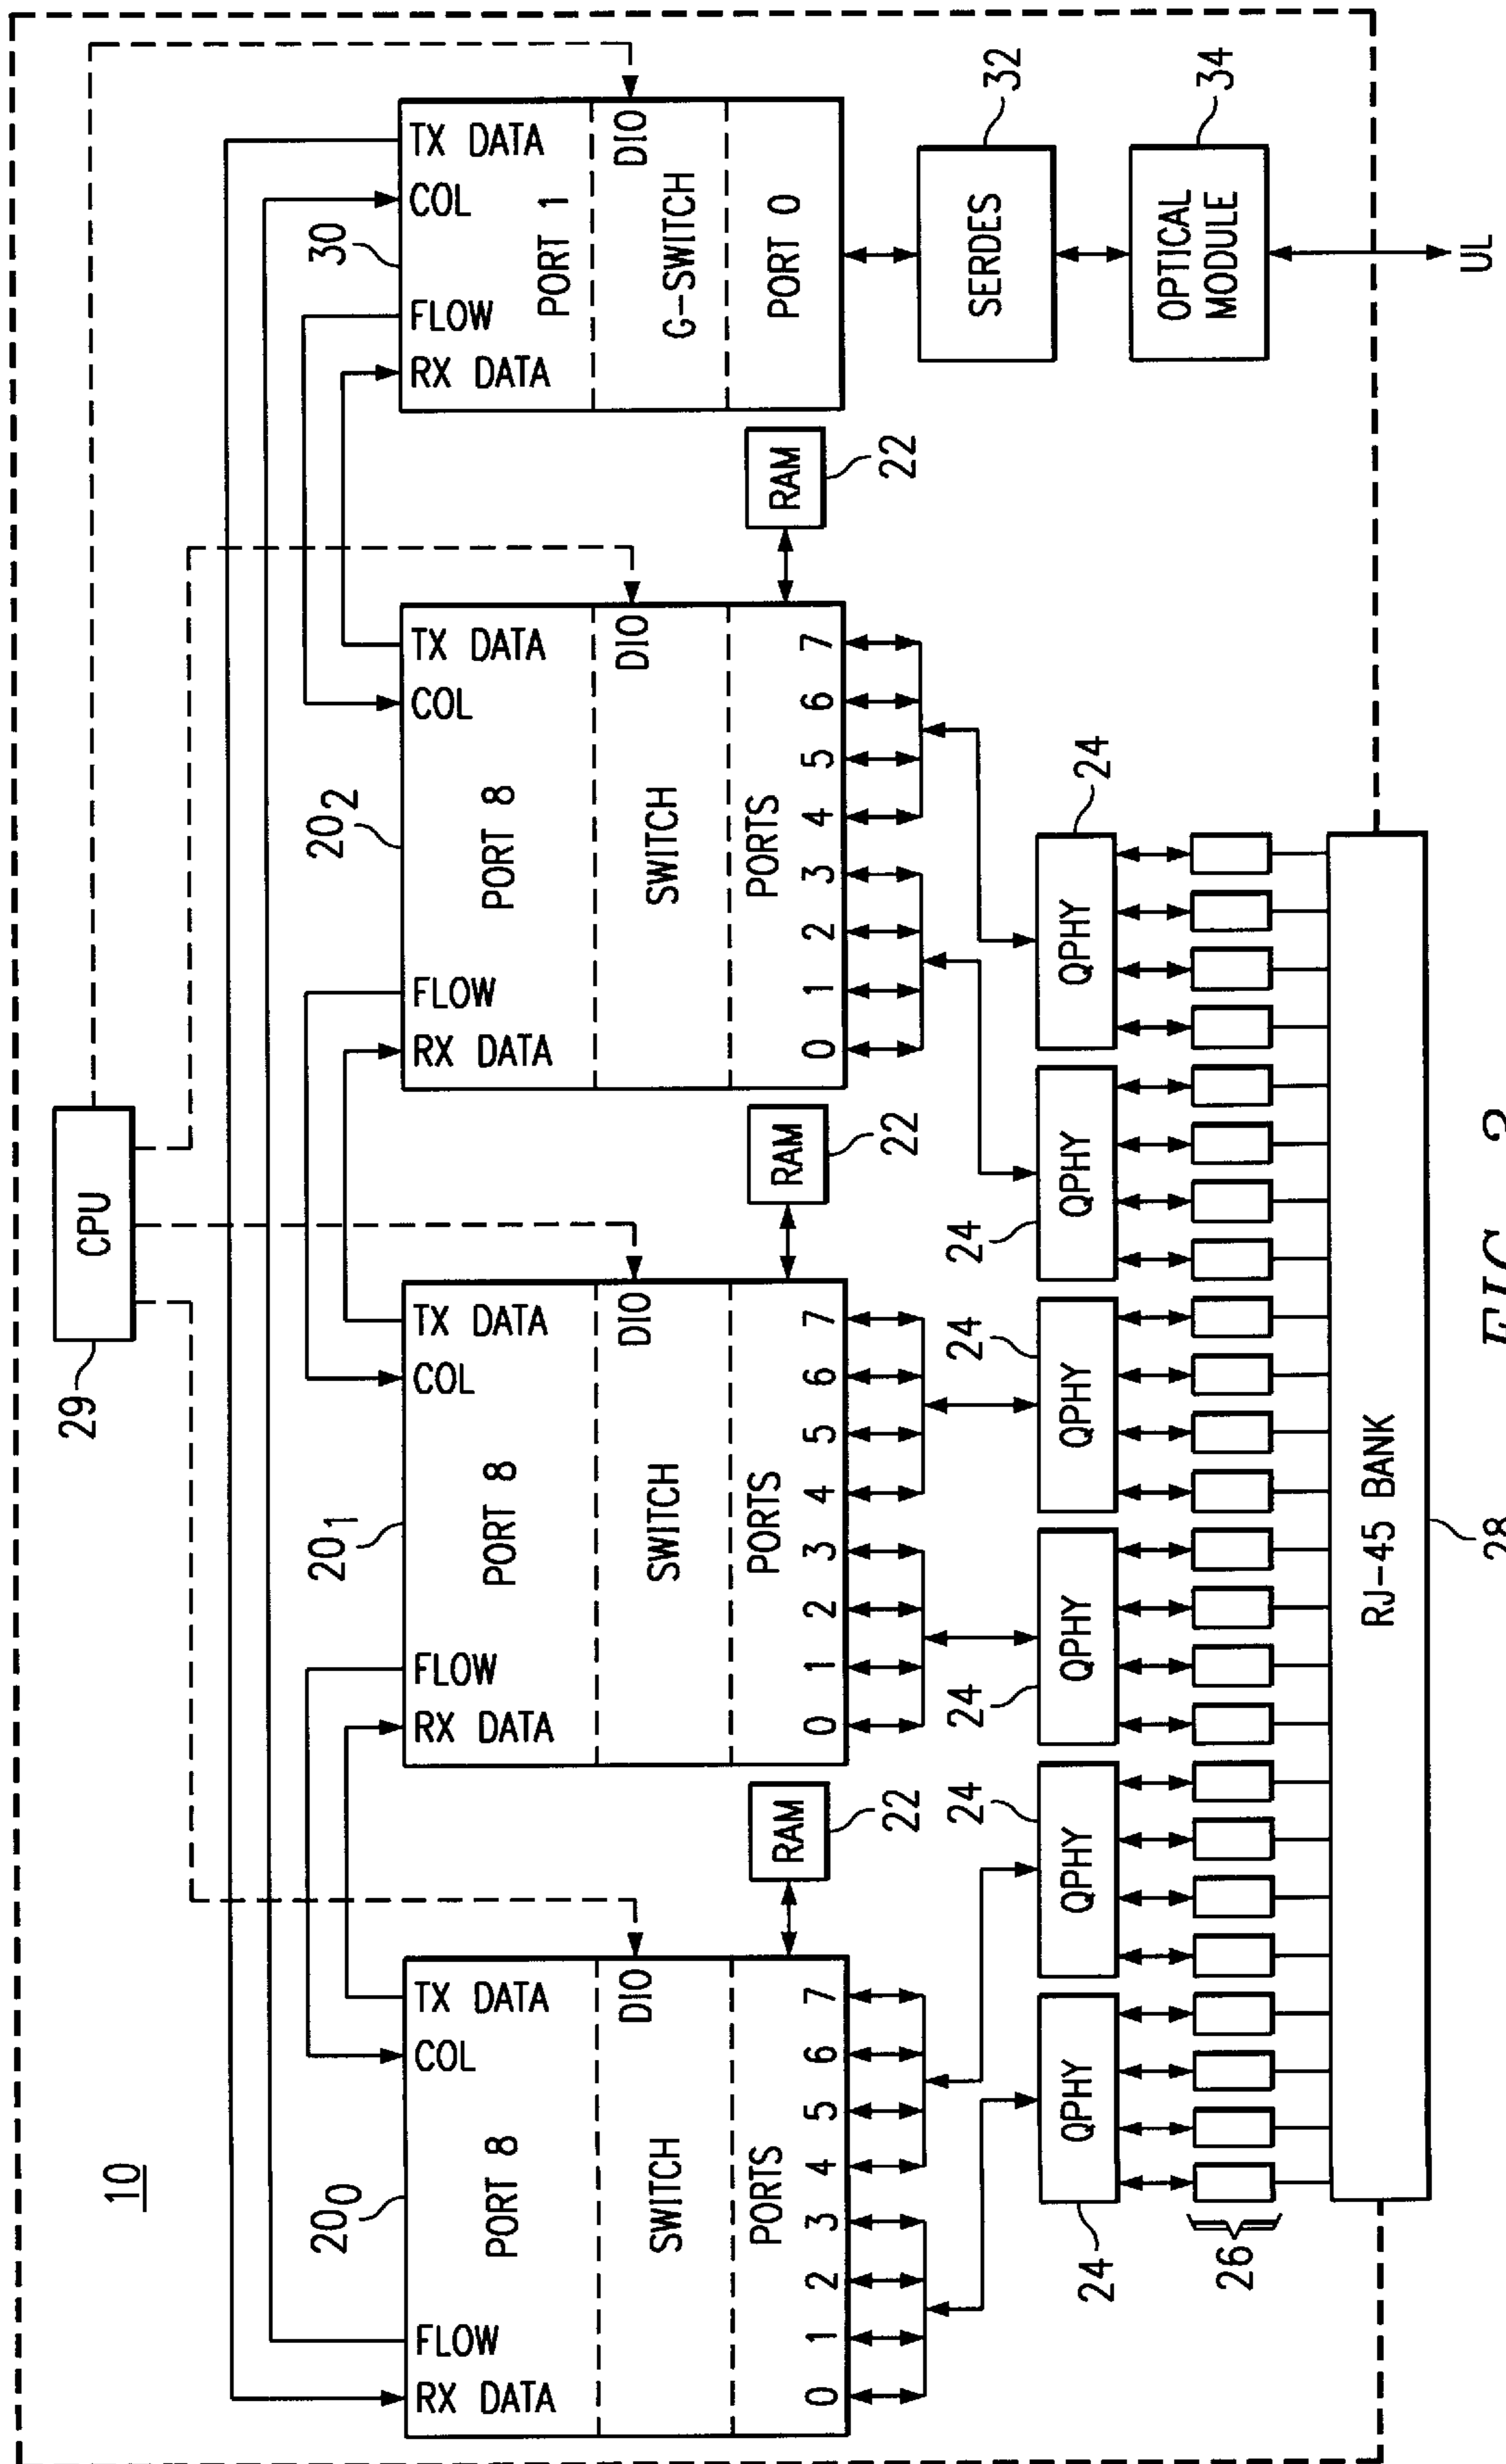 10
CPU
29
20₀
RX DATA
FLOW
COL
TX DATA
PORT 8
SWITCH
DIO
PORTS
0 1 2 3 4 5 6 7
RAM
22
20₁
RX DATA
FLOW
COL
TX DATA
PORT 8
SWITCH
DIO
PORTS
0 1 2 3 4 5 6 7
RAM
22
20₂
RX DATA
FLOW
COL
TX DATA
PORT 8
SWITCH
DIO
PORTS
0 1 2 3 4 5 6 7
RAM
22
30
RX DATA
FLOW
COL
TX DATA
PORT 1
G-SWITCH
DIO
PORT 0
SERDES
32
OPTICAL
MODULE
34
UL
QPHY
24
QPHY
24
QPHY
24
QPHY
24
QPHY
24
QPHY
24
26
RJ-45 BANK
28